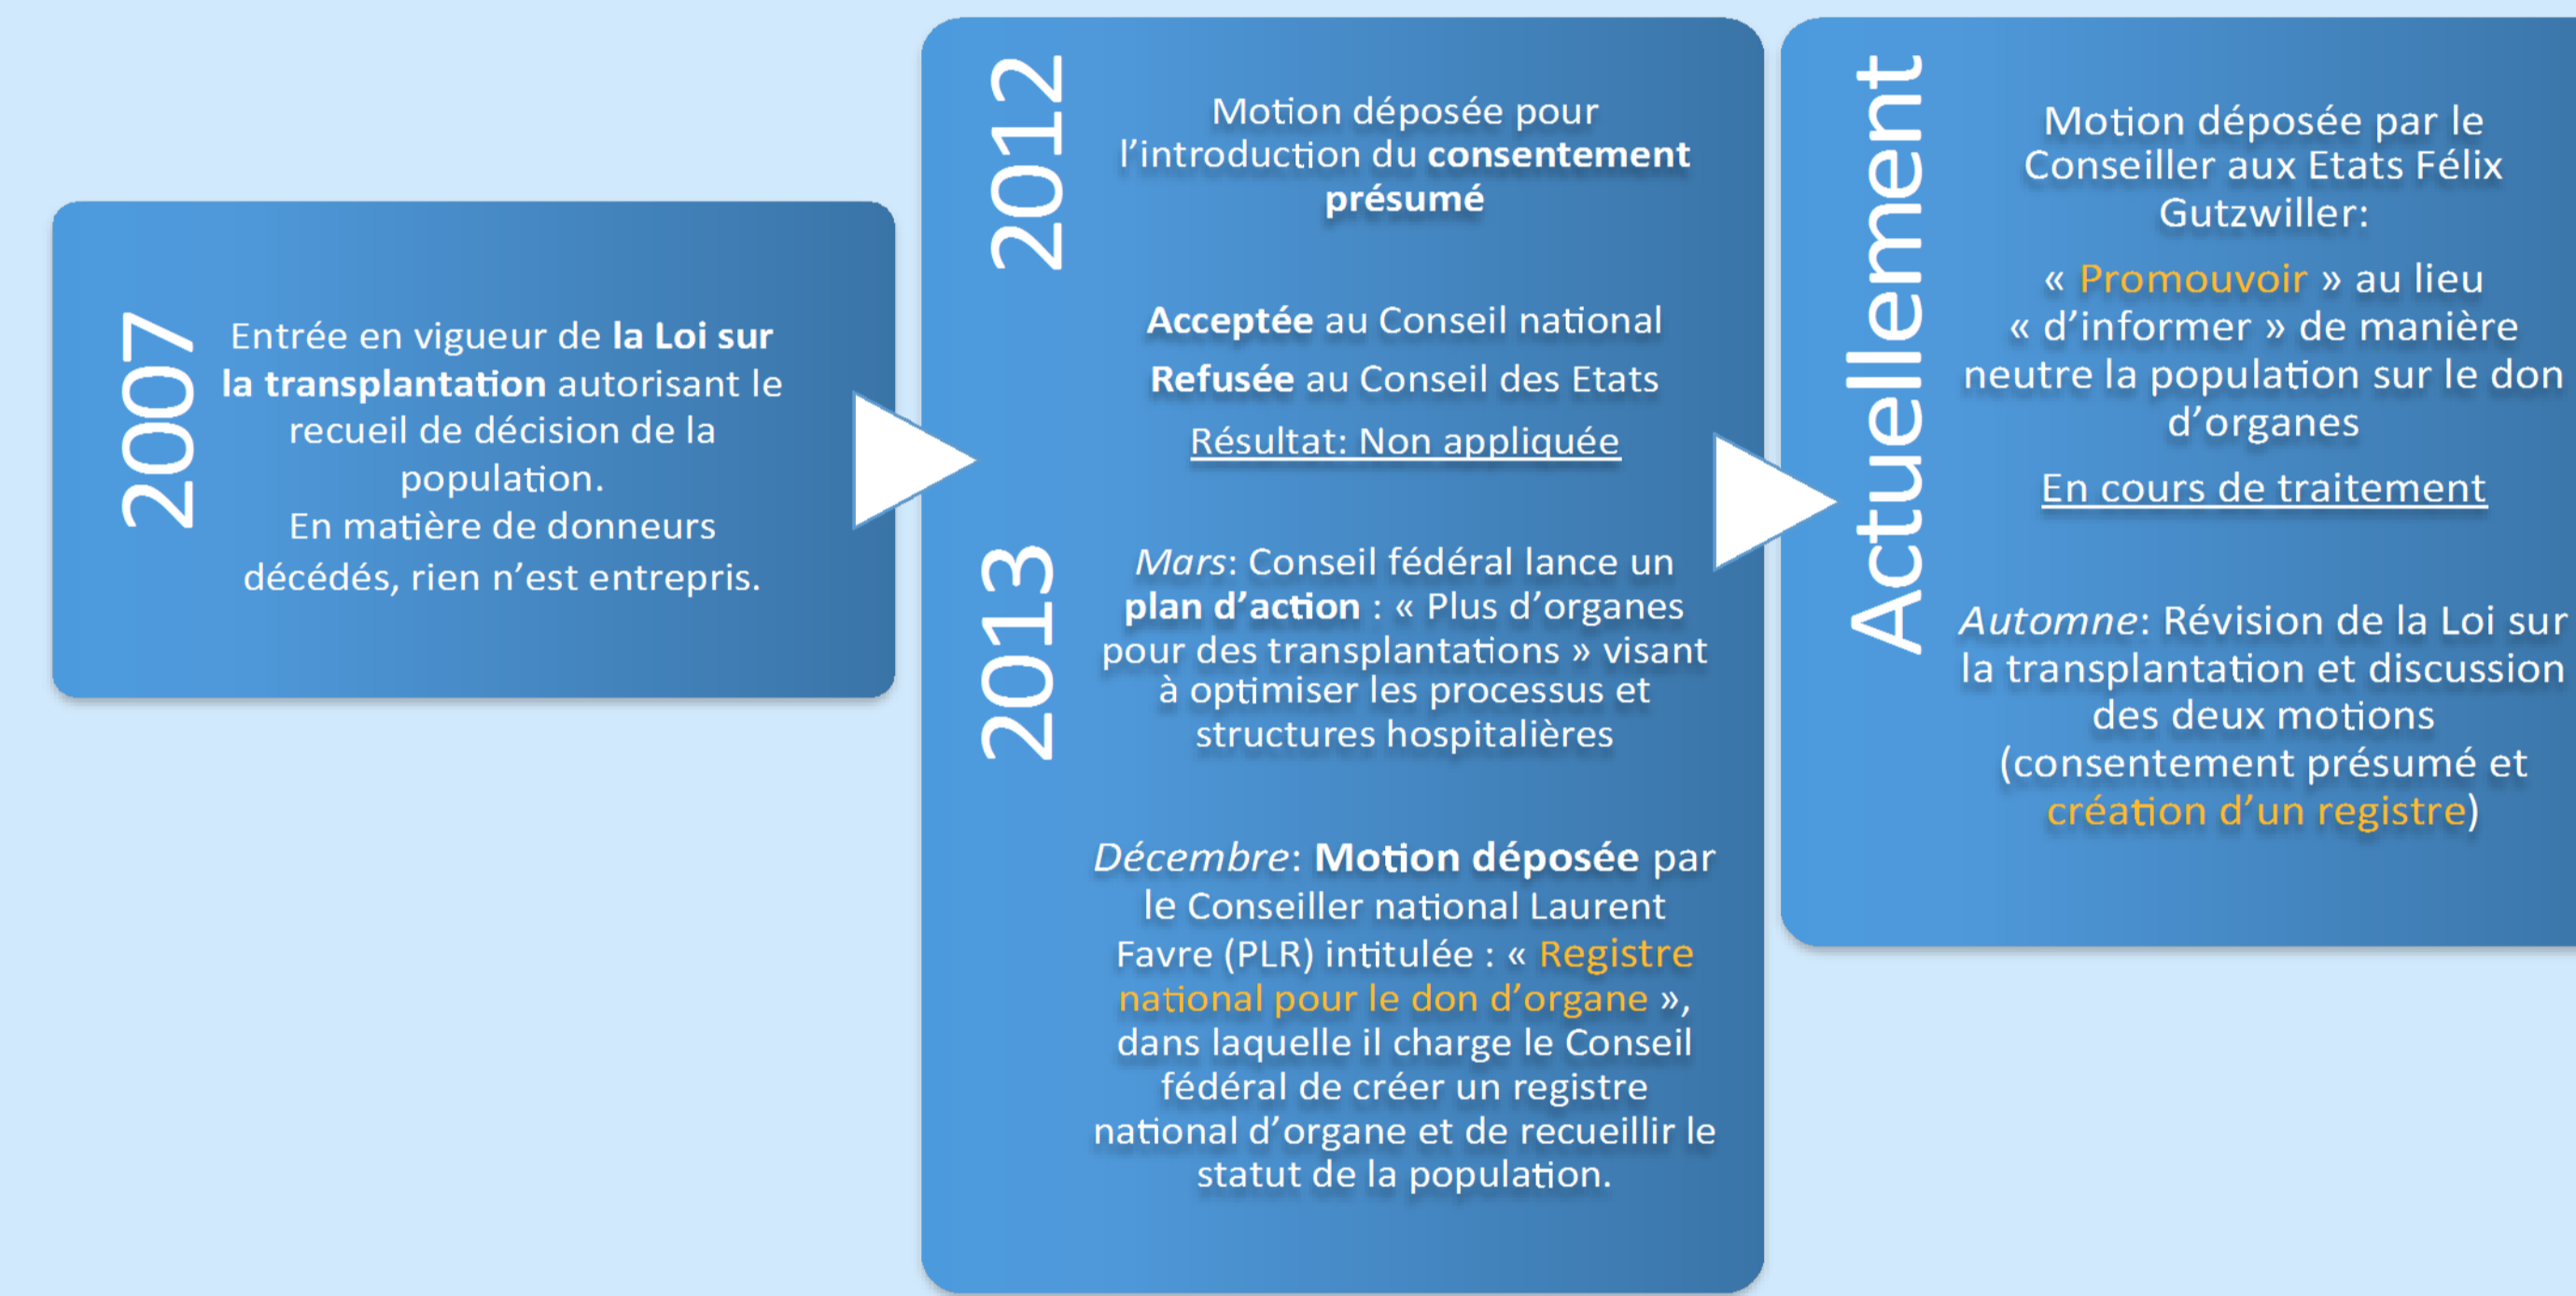 2007
Entrée en vigueur de la Loi sur
la transplantation autorisant le
recueil de décision de la
population.
En matière de donneurs
décédés, rien n’est entrepris.
2012
Motion déposée pour
l’introduction du consentement
présumé
Acceptée au Conseil national
Refusée au Conseil des Etats
Résultat: Non appliquée
2013
Mars: Conseil fédéral lance un
plan d’action : « Plus d’organes
pour des transplantations » visant
à optimiser les processus et
structures hospitalières
Décembre: Motion déposée par
le Conseiller national Laurent
Favre (PLR) intitulée : « Registre
national pour le don d’organe »,
dans laquelle il charge le Conseil
fédéral de créer un registre
national d’organe et de recueillir le
statut de la population.
Actuellement
Motion déposée par le
Conseiller aux Etats Félix
Gutzwiller:
« Promouvoir » au lieu
« d’informer » de manière
neutre la population sur le don
d’organes
En cours de traitement
Automne: Révision de la Loi sur
la transplantation et discussion
des deux motions
(consentement présumé et
création d’un registre)